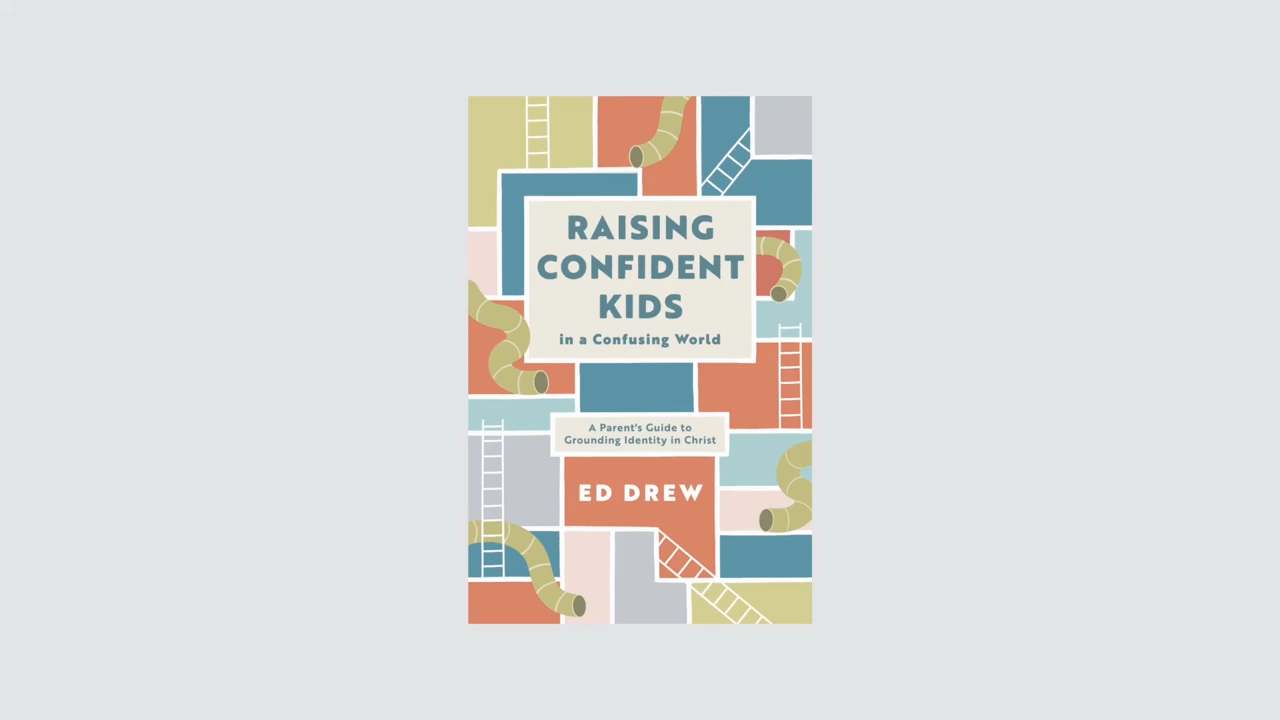 RAISING
CONFIDENT
KIDS
in a Confusing World
A Parent's Guide to
Grounding Identity in Christ
ED DREW